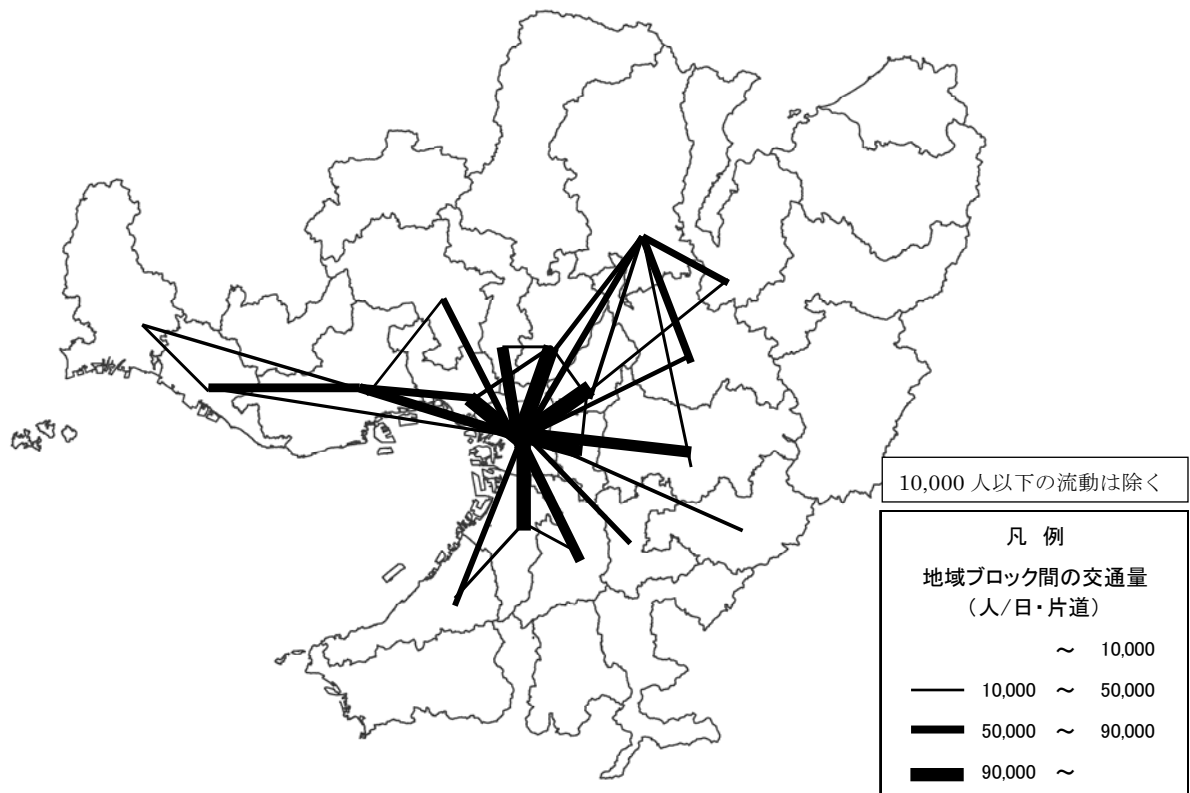 10,000 人以下の流動は除く
凡 例
地域ブロック間の交通量
（人/日・片道）
～ 10,000
10,000 ～ 50,000
50,000 ～ 90,000
90,000 ～